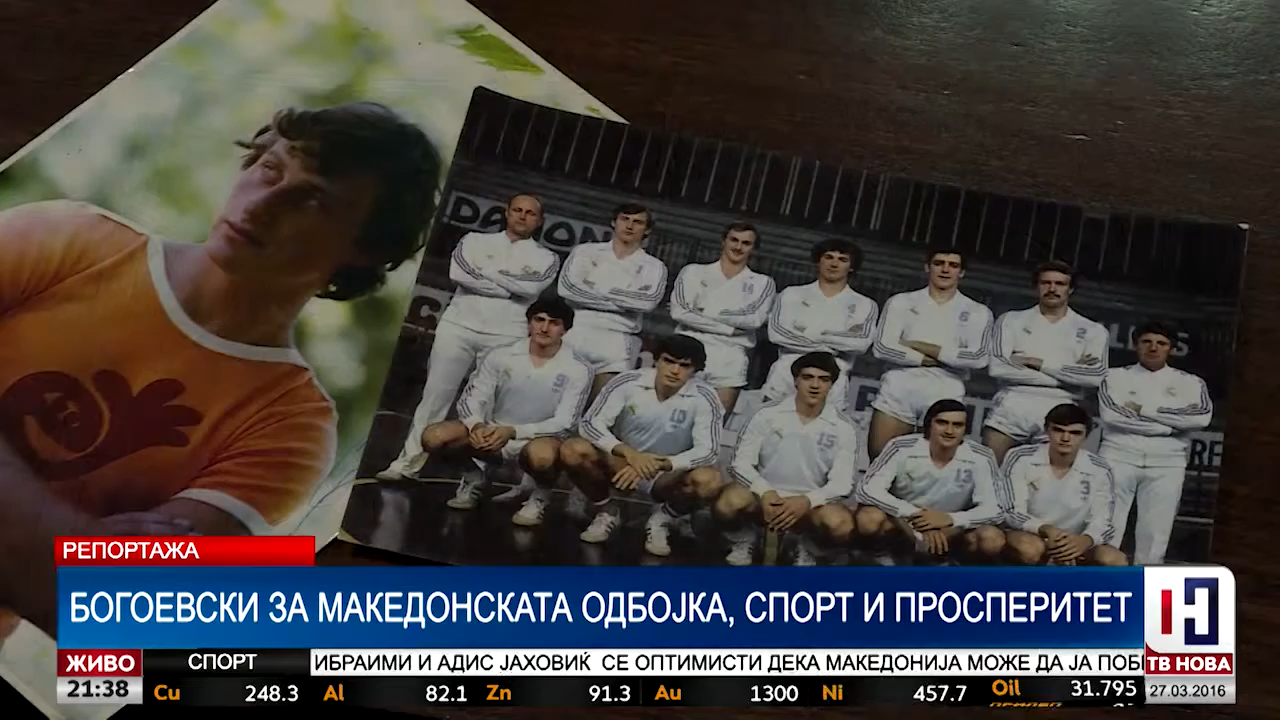 РЕПОРТАЖА
БОГОЕВСКИ ЗА МАКЕДОНСКАТА ОДБОЈКА, СПОРТ И ПРОСПЕРИТЕТ
ЖИВО СПОРТ ИБРАИМИ И АДИС ЈАХОВИЌ СЕ ОПТИМИСТИ ДЕКА МАКЕДОНИЈА МОЖЕ ДА ЈА
ТВ НОВА
21:38 Cu 248.3 Al 82.1 Zn 91.3 Au 1300 Ni 457.7 Oil 31.795
27.03.2016